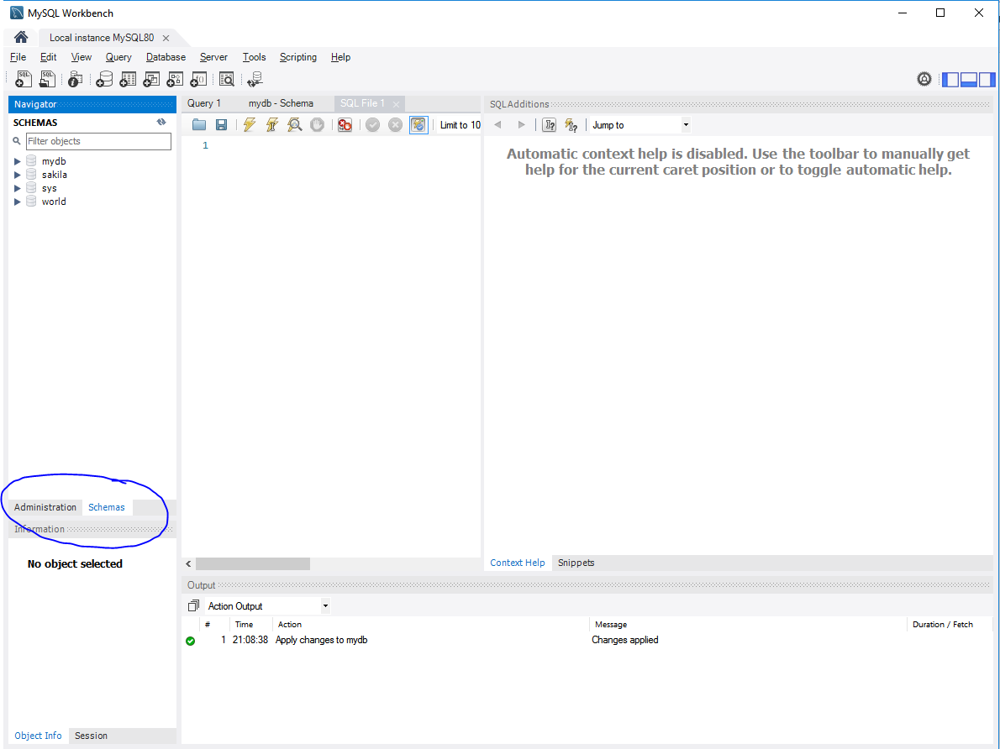 MySQL Workbench
Local instance MySQL80
File Edit View Query Database Server Tools Scripting Help
Navigator
SCHEMAS
Filter objects
mydb
sakila
sys
world
Administration Schemas
Information
No object selected
Object Info Session
Query 1 mydb - Schema SQL File 1
Limit to 10
1
SQLAdditions
Jump to
Automatic context help is disabled. Use the toolbar to manually get
help for the current caret position or to toggle automatic help.
Context Help Snippets
Output
Action Output
# Time Action Message Duration / Fetch
1 21:08:38 Apply changes to mydb Changes applied